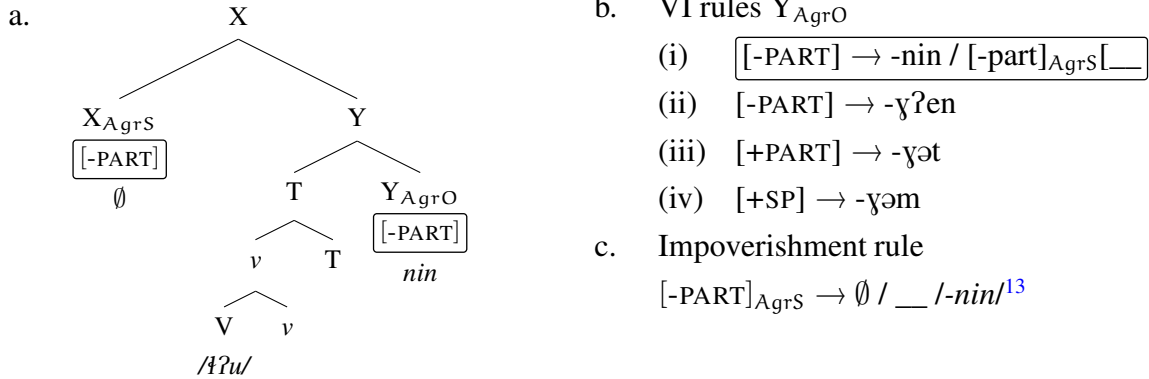 a.
X
X_AgrS
[-PART]
∅
Y
T
Y_AgrO
[-PART]
nin
v
T
V
v
/ɬʔu/
b. VI rules Y_AgrO
(i) [-PART] → -nin / [-part]_AgrS[__
(ii) [-PART] → -ɣʔen
(iii) [+PART] → -ɣət
(iv) [+SP] → -ɣəm
c. Impoverishment rule
[-PART]_AgrS → ∅ / __ /-nin/¹³